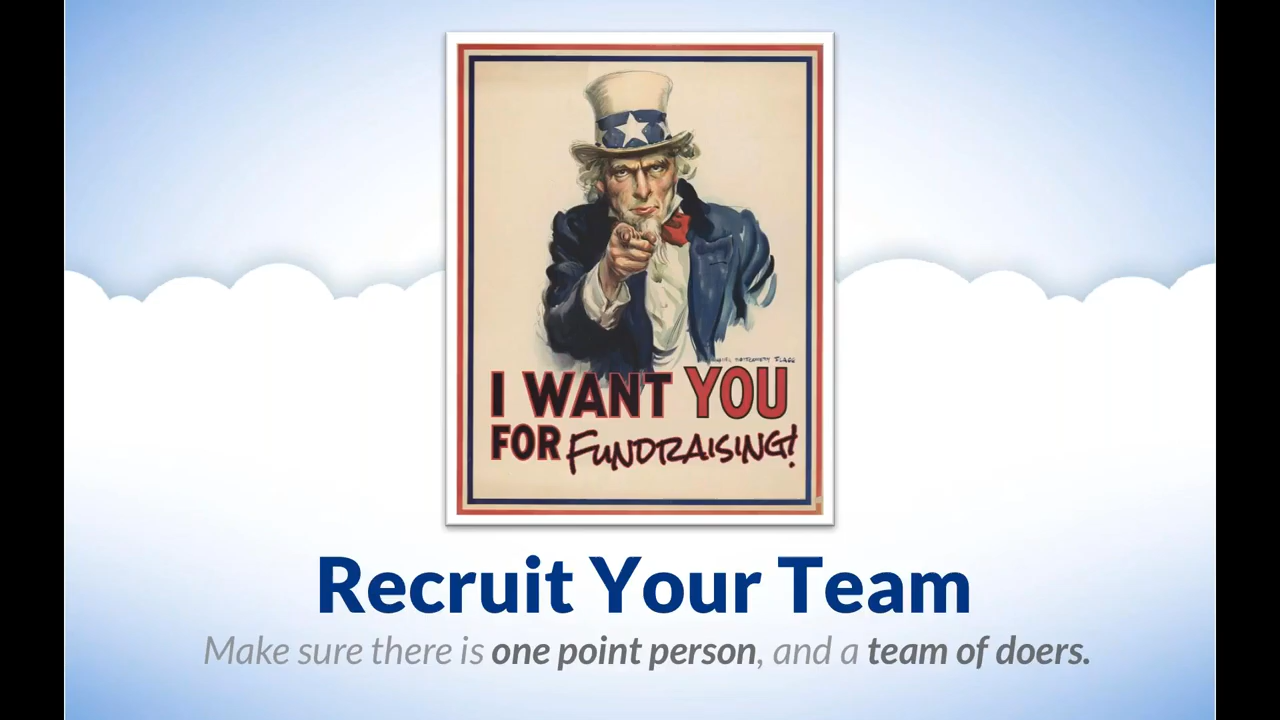 I WANT YOU
FOR FUNDRAISING!
Recruit Your Team
Make sure there is one point person, and a team of doers.